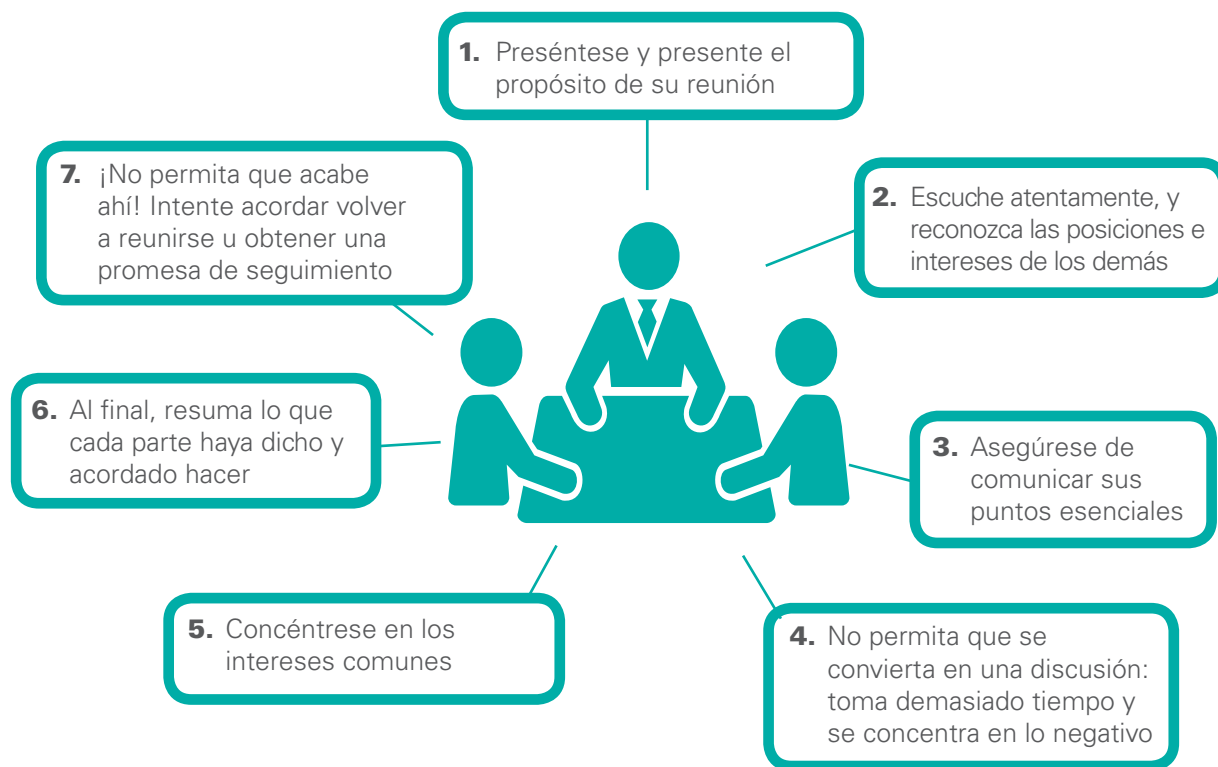 1. Preséntese y presente el
propósito de su reunión
2. Escuche atentamente, y
reconozca las posiciones e
intereses de los demás
3. Asegúrese de
comunicar sus
puntos esenciales
4. No permita que se
convierta en una discusión:
toma demasiado tiempo y
se concentra en lo negativo
5. Concéntrese en los
intereses comunes
6. Al final, resuma lo que
cada parte haya dicho y
acordado hacer
7. ¡No permita que acabe
ahí! Intente acordar volver
a reunirse u obtener una
promesa de seguimiento